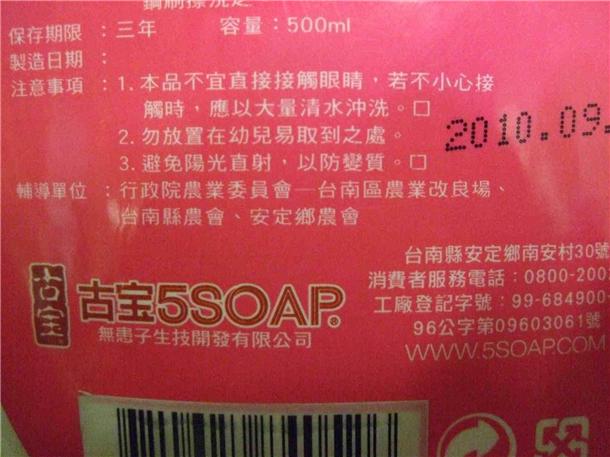 鋼刷擦洗之
保存期限：三年 容量：500ml
製造日期：
注意事項：1.本品不宜直接接觸眼睛，若不小心接
觸時，應以大量清水沖洗。□
2.勿放置在幼兒易取到之處。
3.避免陽光直射，以防變質。□
2010.09.
輔導單位：行政院農業委員會—台南區農業改良場、
台南縣農會、安定鄉農會
台南縣安定鄉南安村30號
消費者服務電話：0800-200
工廠登記字號：99-684900
96公字第09603061號
WWW.5SOAP.COM
古宝
古宝5SOAP®
無患子生技開發有限公司